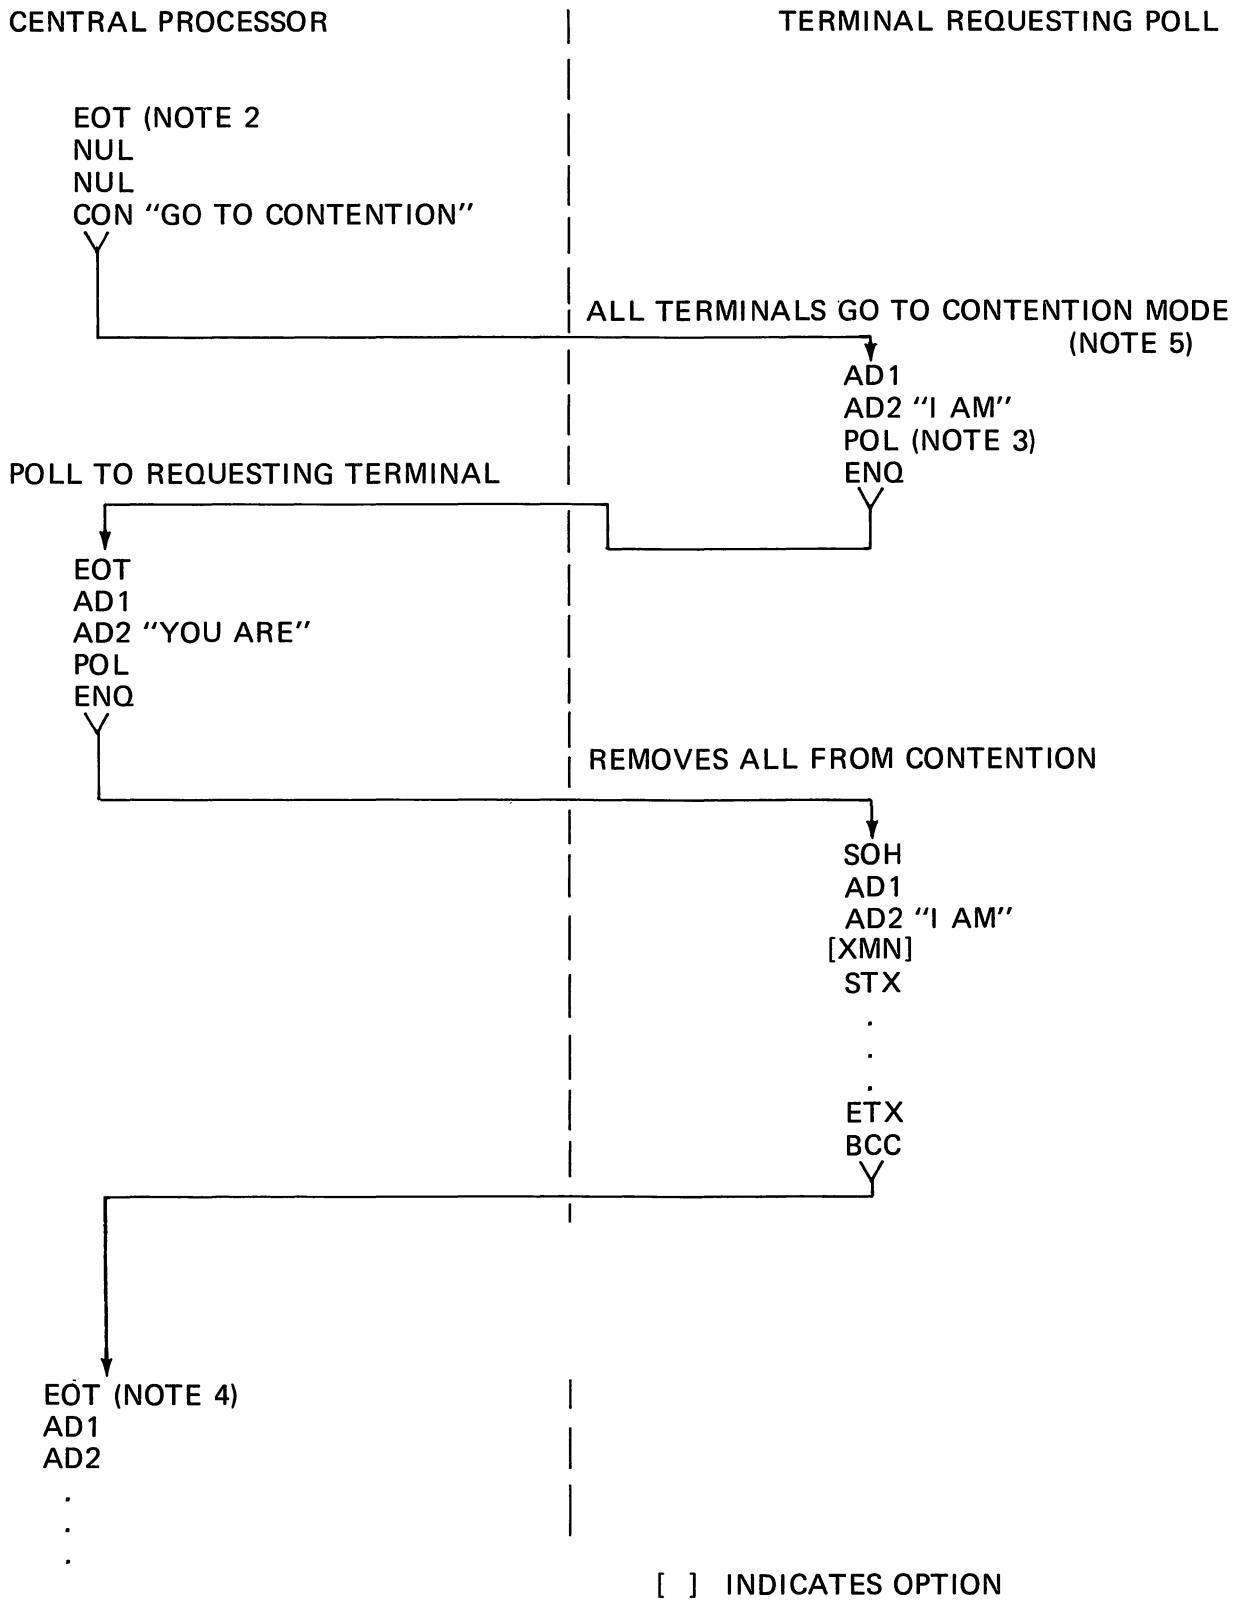 CENTRAL PROCESSOR
TERMINAL REQUESTING POLL
EOT (NOTE 2
NUL
NUL
CON "GO TO CONTENTION"
ALL TERMINALS GO TO CONTENTION MODE
(NOTE 5)
AD1
AD2 "I AM"
POL (NOTE 3)
ENQ
POLL TO REQUESTING TERMINAL
EOT
AD1
AD2 "YOU ARE"
POL
ENQ
REMOVES ALL FROM CONTENTION
SOH
AD1
AD2 "I AM"
[XMN]
STX
.
.
.
ETX
BCC
EOT (NOTE 4)
AD1
AD2
.
.
.
[ ] INDICATES OPTION